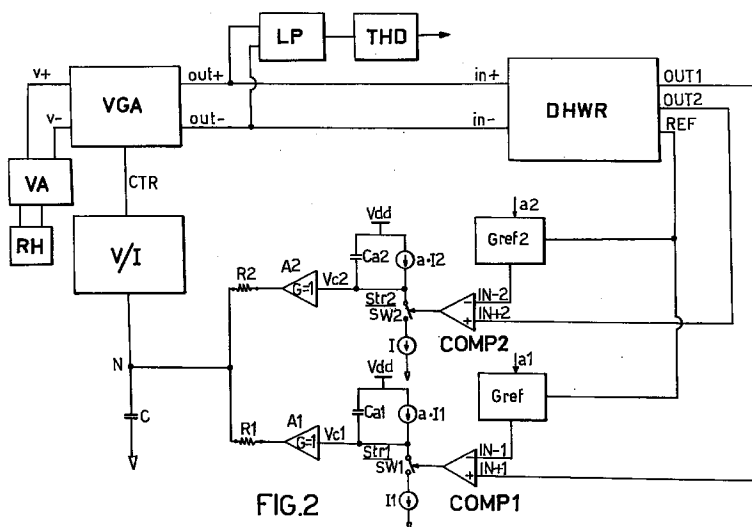 LP
THD
v+
v-
VGA
out+
out-
in+
in-
DHWR
OUT1
OUT2
REF
VA
RH
CTR
V/I
N
C
R2
A2
G=1
Vc2
Vdd
Ca2
a·I2
Str2
SW2
I
a2
Gref2
IN-2
IN+2
COMP2
R1
A1
G=1
Vc1
Vdd
Ca1
a·I1
Str1
SW1
I1
a1
Gref
IN-1
IN+1
COMP1
FIG.2